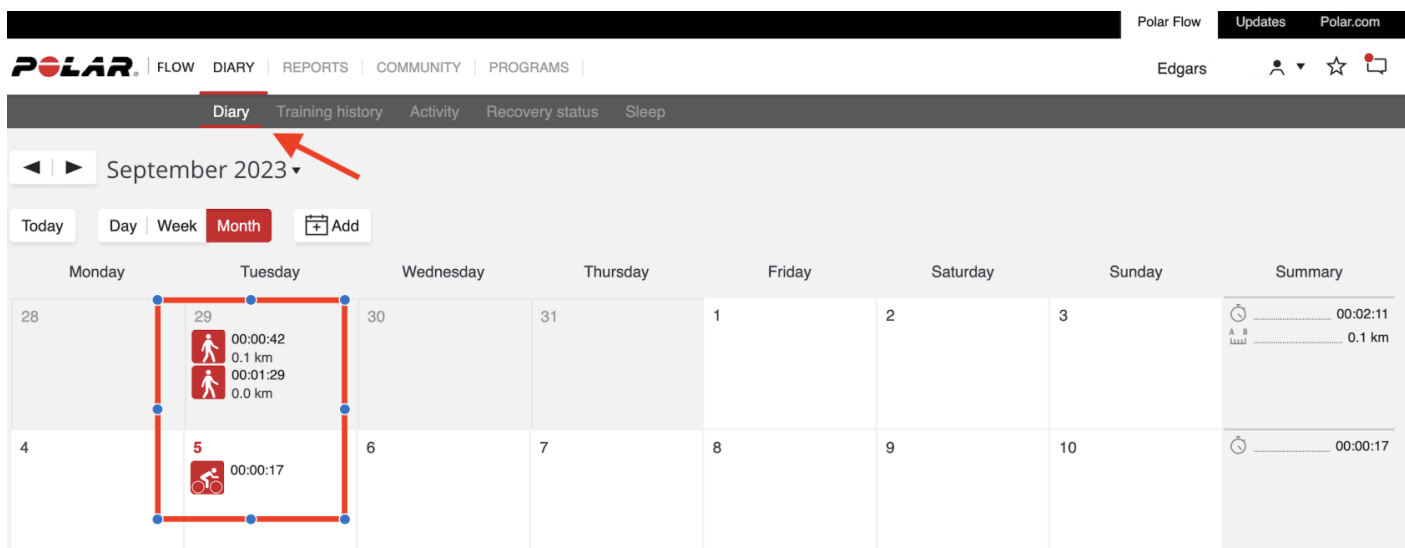 Polar Flow Updates Polar.com
POLAR. FLOW DIARY REPORTS COMMUNITY PROGRAMS Edgars
Diary Training history Activity Recovery status Sleep
September 2023
Today Day Week Month Add
Monday Tuesday Wednesday Thursday Friday Saturday Sunday Summary
28 29 30 31 1 2 3 00:02:11
00:00:42
A B 0.1 km
0.1 km
00:01:29
0.0 km
4 5 6 7 8 9 10 00:00:17
00:00:17